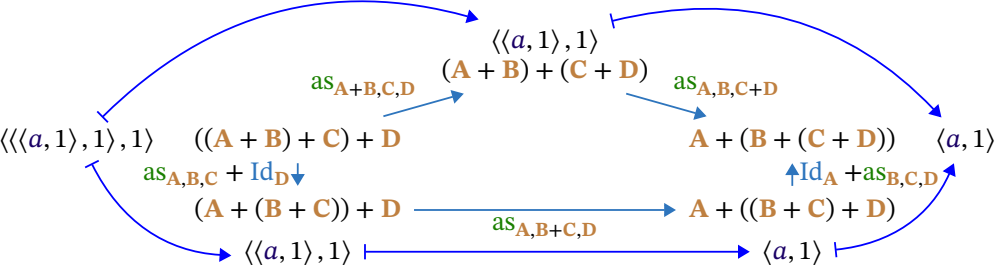 ⟨⟨a, 1⟩ , 1⟩
(A + B) + (C + D)
as_{A+B,C,D} as_{A,B,C+D}
⟨⟨⟨a, 1⟩ , 1⟩ , 1⟩ ((A + B) + C) + D A + (B + (C + D)) ⟨a, 1⟩
as_{A,B,C} + Id_D Id_A +as_{B,C,D}
(A + (B + C)) + D A + ((B + C) + D)
as_{A,B+C,D}
⟨⟨a, 1⟩ , 1⟩ ⟨a, 1⟩